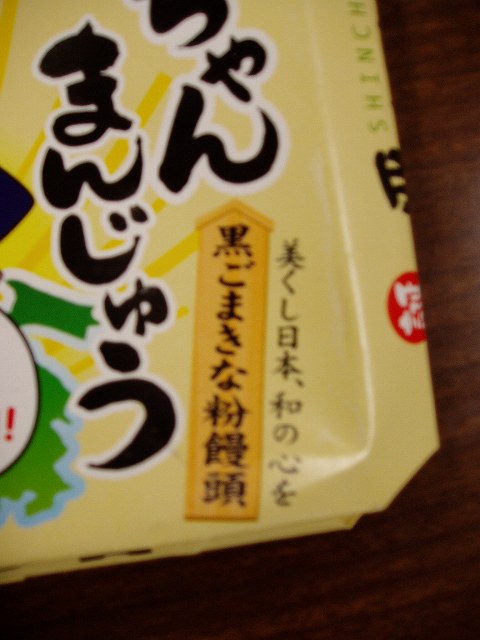 ちゃん
まんじゅう
美くし日本、和の心を
黒ごまきな粉饅頭
!